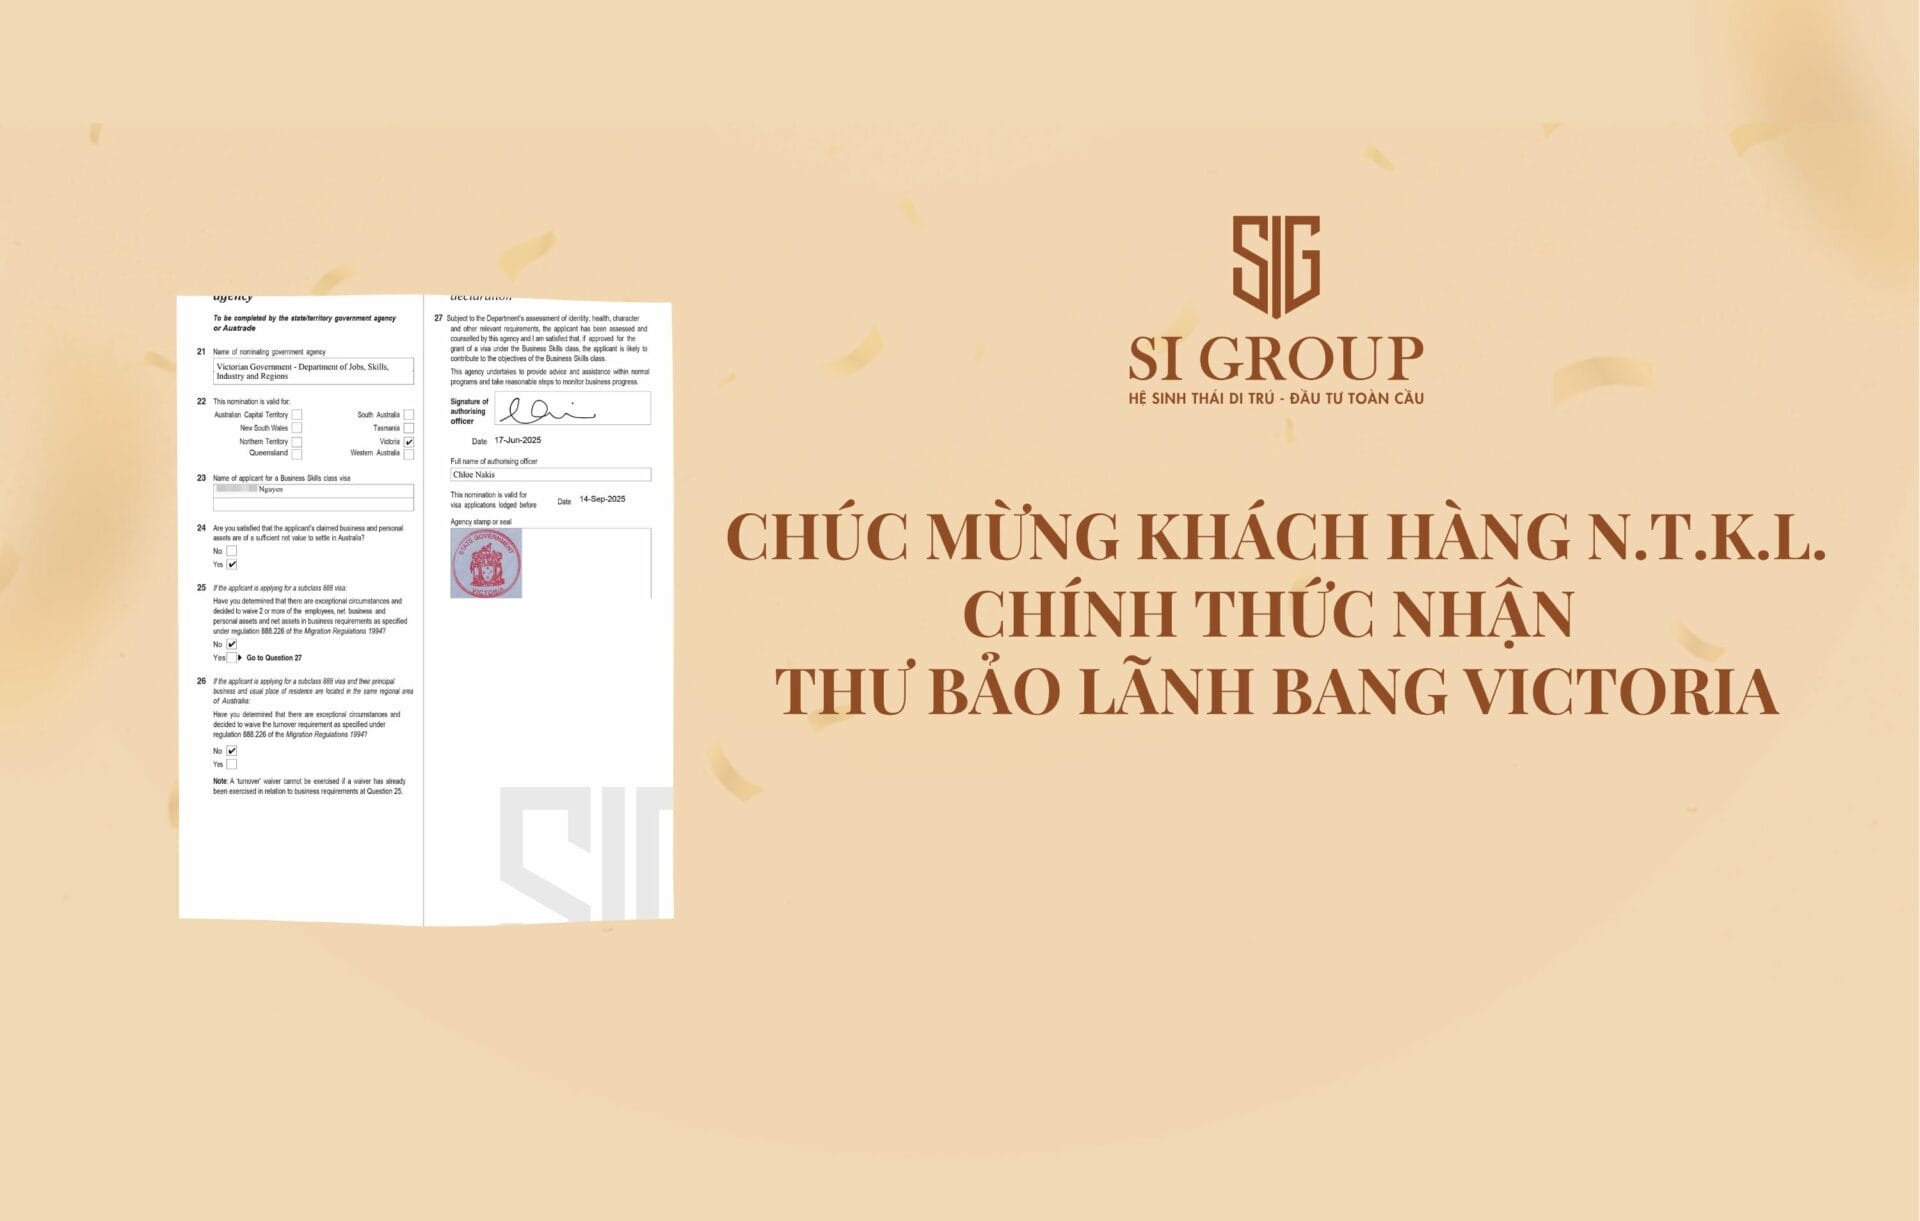 agency
To be completed by the state/territory government agency
or Austrade
21 Name of nominating government agency
Victorian Government - Department of Jobs, Skills,
Industry and Regions
22 This nomination is valid for:
Australian Capital Territory
South Australia
New South Wales
Tasmania
Northern Territory
Victoria ✔
Queensland
Western Australia
23 Name of applicant for a Business Skills class visa
Nguyen
24 Are you satisfied that the applicant's claimed business and personal
assets are of a sufficient net value to settle in Australia?
No
Yes ✔
25 If the applicant is applying for a subclass 888 visa:
Have you determined that there are exceptional circumstances and
decided to waive 2 or more of the employees, net business and
personal assets and net assets in business requirements as specified
under regulation 888.226 of the Migration Regulations 1994?
No ✔
Yes Go to Question 27
26 If the applicant is applying for a subclass 888 visa and their principal
business and usual place of residence are located in the same regional area
of Australia:
Have you determined that there are exceptional circumstances and
decided to waive the turnover requirement as specified under
regulation 888.226 of the Migration Regulations 1994?
No ✔
Yes
Note: A 'turnover' waiver cannot be exercised if a waiver has already
been exercised in relation to business requirements at Question 25.
declaration
27 Subject to the Department's assessment of identity, health, character
and other relevant requirements, the applicant has been assessed and
counselled by this agency and I am satisfied that, if approved for the
grant of a visa under the Business Skills class, the applicant is likely to
contribute to the objectives of the Business Skills class.
This agency undertakes to provide advice and assistance within normal
programs and take reasonable steps to monitor business progress.
Signature of
authorising
officer
Date 17-Jun-2025
Full name of authorising officer
Chloe Nakis
This nomination is valid for
visa applications lodged before Date 14-Sep-2025
Agency stamp or seal
STATE GOVERNMENT
VICTORIA
SIG
SIG
SI GROUP
HỆ SINH THÁI DI TRÚ - ĐẦU TƯ TOÀN CẦU
CHÚC MỪNG KHÁCH HÀNG N.T.K.L.
CHÍNH THỨC NHẬN
THƯ BẢO LÃNH BANG VICTORIA